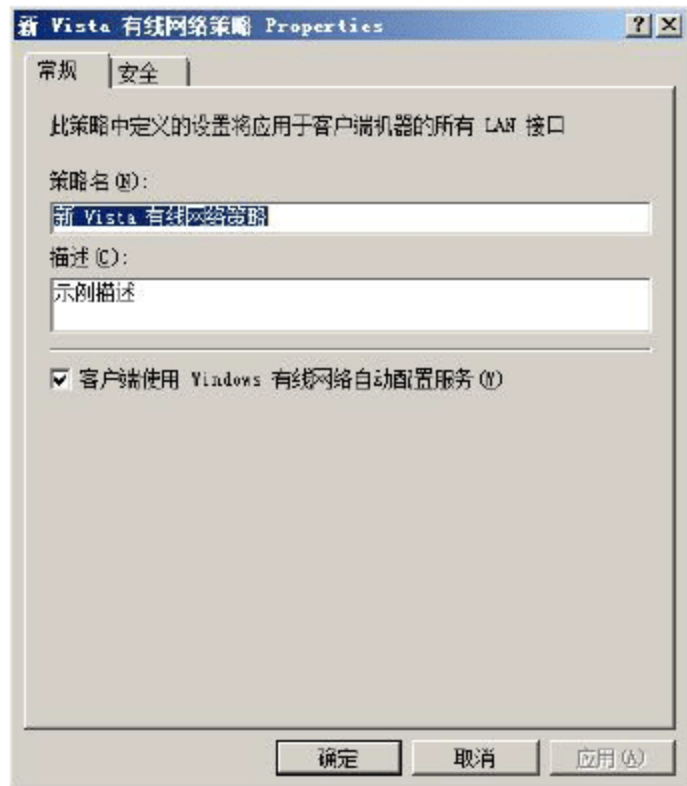 新 Vista 有线网络策略 Properties
常规 安全
此策略中定义的设置将应用于客户端机器的所有 LAN 接口
策略名(N):
新 Vista 有线网络策略
描述(C):
示例描述
客户端使用 Windows 有线网络自动配置服务(W)
确定 取消 应用(A)